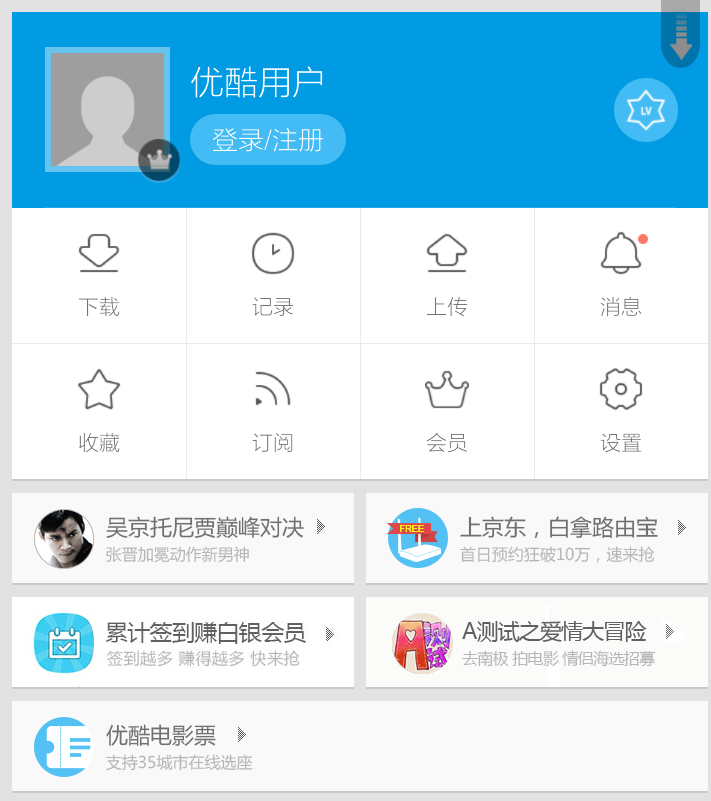 优酷用户
登录/注册
LV
下载
记录
上传
消息
收藏
订阅
会员
设置
吴京托尼贾巅峰对决
张晋加冕动作新男神
FREE
上京东，白拿路由宝
首日预约狂破10万，速来抢
累计签到赚白银会员
签到越多 赚得越多 快来抢
A测试
A测试之爱情大冒险
去南极 拍电影 情侣海选招募
优酷电影票
支持35城市在线选座